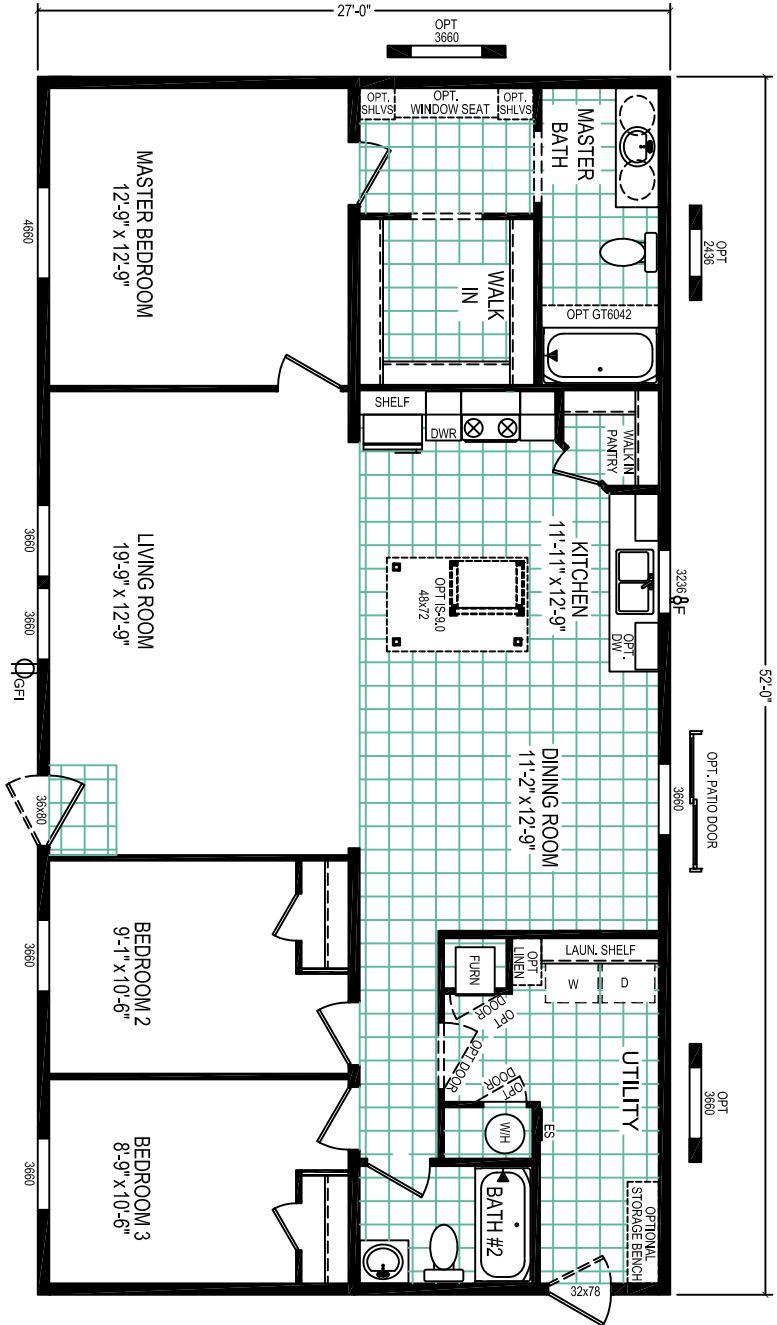 27'-0"
OPT
3660
52'-0"
OPT.
SHLVS
OPT.
WINDOW SEAT
OPT.
SHLVS
MASTER
BATH
OPT
2436
MASTER BEDROOM
12'-9" x 12'-9"
4660
WALK
IN
OPT GT6042
SHELF
DWR
WALK IN
PANTRY
KITCHEN
11'-11" x 12'-9"
3236
GF
OPT IS-9.0
48x72
OPT.
DW
LIVING ROOM
19'-9" x 12'-9"
3660
3660
GFI
36x80
DINING ROOM
11'-2" x 12'-9"
3660
OPT. PATIO DOOR
BEDROOM 2
9'-1" x 10'-6"
3660
FURN
OPT
LINEN
LAUN. SHELF
W
D
OPT
DOOR
OPT DOOR
OPT
DOOR
UTILITY
OPT
3660
W/H
ES
BEDROOM 3
8'-9" x 10'-6"
3660
BATH #2
OPTIONAL
STORAGE BENCH
32x78